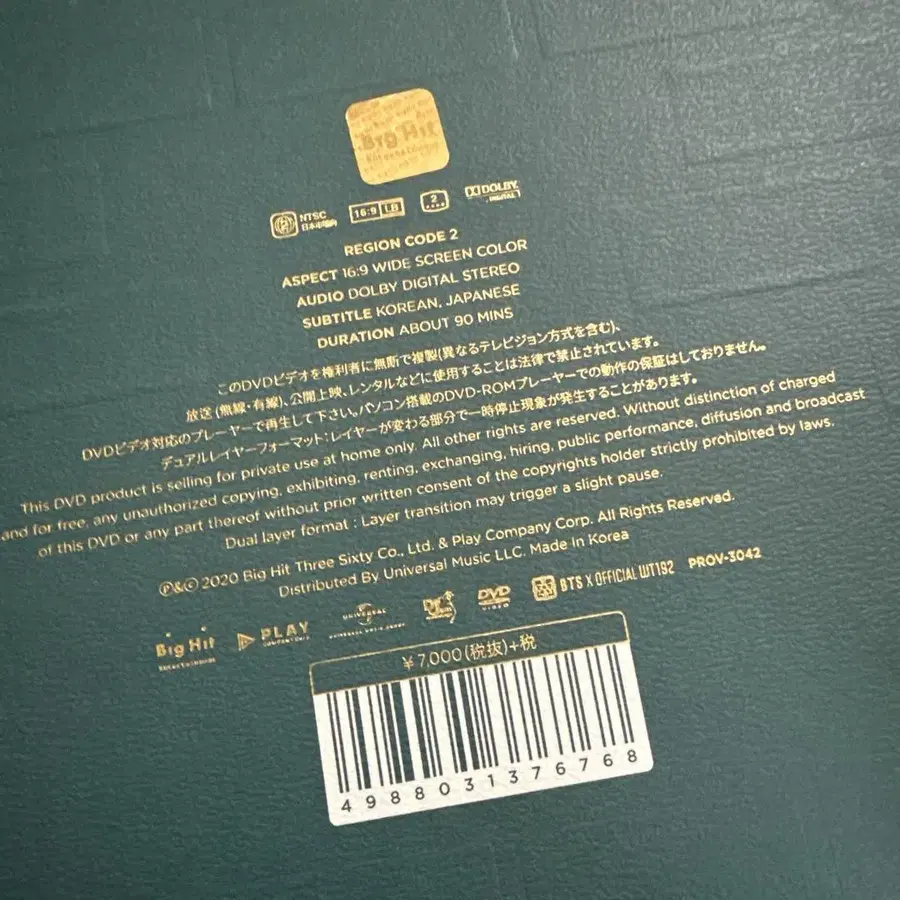 Big Hit
Entertainment
NTSC
日本市場向
16:9 LB
2
DOLBY
DIGITAL
REGION CODE 2
ASPECT 16:9 WIDE SCREEN COLOR
AUDIO DOLBY DIGITAL STEREO
SUBTITLE KOREAN, JAPANESE
DURATION ABOUT 90 MINS
このDVDビデオを権利者に無断で複製(異なるテレビジョン方式を含む)、
放送(無線・有線)、公開上映、レンタルなどに使用することは法律で禁止されています。
DVDビデオ対応のプレーヤーで再生して下さい。パソコン搭載のDVD-ROMプレーヤーでの動作の保証はしておりません。
デュアルレイヤーフォーマット:レイヤーが変わる部分で一時停止現象が発生することがあります。
This DVD product is selling for private use at home only. All other rights are reserved. Without distinction of charged
and for free, any unauthorized copying, exhibiting, renting, exchanging, hiring, public performance, diffusion and broadcast
of this DVD or any part thereof without prior written consent of the copyrights holder strictly prohibited by laws.
Dual layer format : Layer transition may trigger a slight pause.
℗&© 2020 Big Hit Three Sixty Co., Ltd. & Play Company Corp. All Rights Reserved.
Distributed By Universal Music LLC. Made In Korea
Big Hit
Entertainment
PLAY
UNIVERSAL
UNIVERSAL MUSIC JAPAN
DVD
VIDEO
BTS X OFFICIAL WT192
PROV-3042
¥7,000(税抜)+税
4988031376768